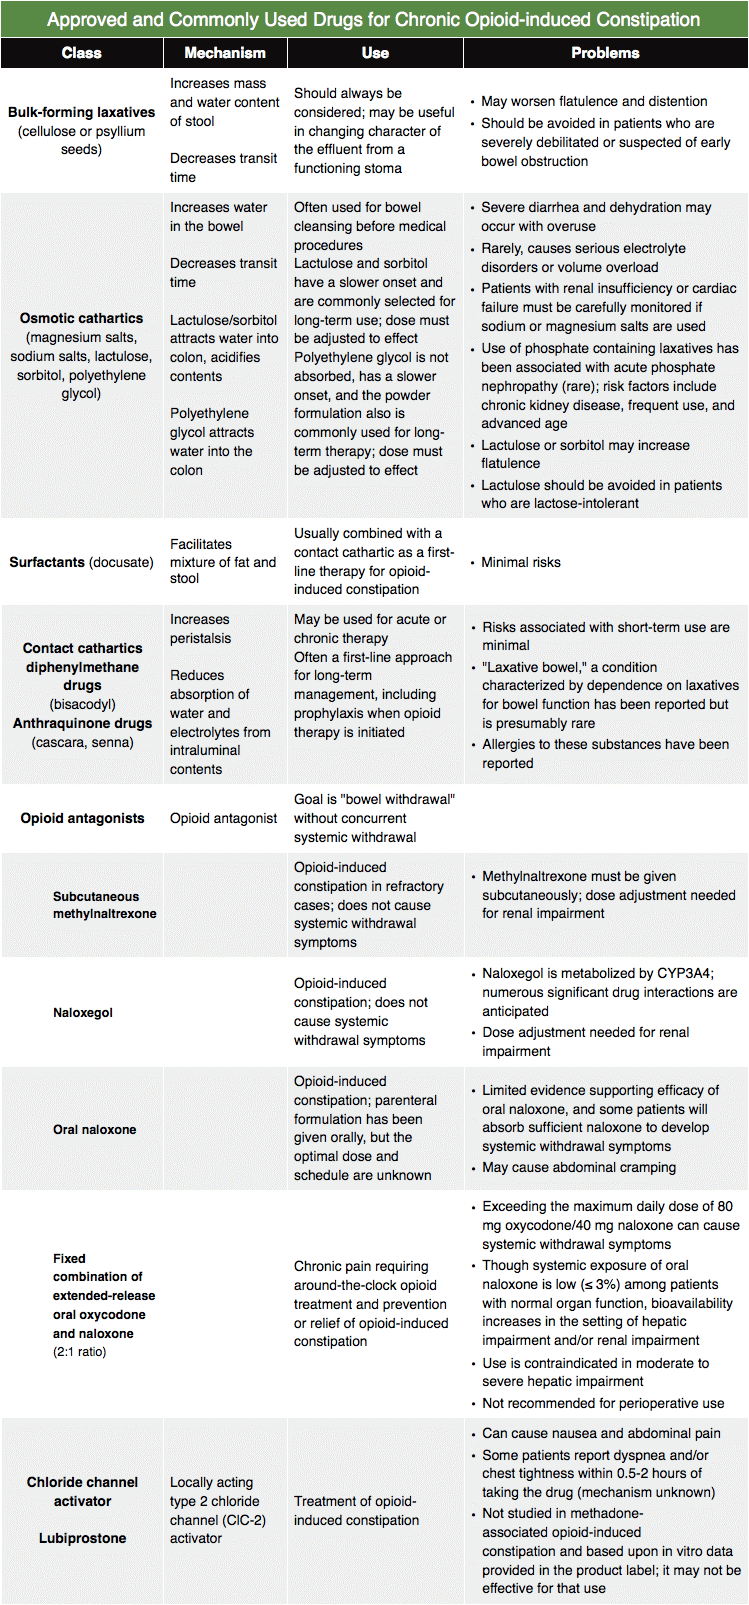 Approved and Commonly Used Drugs for Chronic Opioid-induced Constipation
Class
Mechanism
Use
Problems
Bulk-forming laxatives
(cellulose or psyllium
seeds)
Increases mass
and water content
of stool
Decreases transit
time
Should always be
considered; may be useful
in changing character of
the effluent from a
functioning stoma
• May worsen flatulence and distention
• Should be avoided in patients who are
severely debilitated or suspected of early
bowel obstruction
Osmotic cathartics
(magnesium salts,
sodium salts, lactulose,
sorbitol, polyethylene
glycol)
Increases water
in the bowel
Decreases transit
time
Lactulose/sorbitol
attracts water into
colon, acidifies
contents
Polyethylene
glycol attracts
water into the
colon
Often used for bowel
cleansing before medical
procedures
Lactulose and sorbitol
have a slower onset and
are commonly selected for
long-term use; dose must
be adjusted to effect
Polyethylene glycol is not
absorbed, has a slower
onset, and the powder
formulation also is
commonly used for long-
term therapy; dose must
be adjusted to effect
• Severe diarrhea and dehydration may
occur with overuse
• Rarely, causes serious electrolyte
disorders or volume overload
• Patients with renal insufficiency or cardiac
failure must be carefully monitored if
sodium or magnesium salts are used
• Use of phosphate containing laxatives has
been associated with acute phosphate
nephropathy (rare); risk factors include
chronic kidney disease, frequent use, and
advanced age
• Lactulose or sorbitol may increase
flatulence
• Lactulose should be avoided in patients
who are lactose-intolerant
Surfactants (docusate)
Facilitates
mixture of fat and
stool
Usually combined with a
contact cathartic as a first-
line therapy for opioid-
induced constipation
• Minimal risks
Contact cathartics
diphenylmethane
drugs
(bisacodyl)
Anthraquinone drugs
(cascara, senna)
Increases
peristalsis
Reduces
absorption of
water and
electrolytes from
intraluminal
contents
May be used for acute or
chronic therapy
Often a first-line approach
for long-term
management, including
prophylaxis when opioid
therapy is initiated
• Risks associated with short-term use are
minimal
• "Laxative bowel," a condition
characterized by dependence on laxatives
for bowel function has been reported but
is presumably rare
• Allergies to these substances have been
reported
Opioid antagonists
Opioid antagonist
Goal is "bowel withdrawal"
without concurrent
systemic withdrawal
Subcutaneous
methylnaltrexone
Opioid-induced
constipation in refractory
cases; does not cause
systemic withdrawal
symptoms
• Methylnaltrexone must be given
subcutaneously; dose adjustment needed
for renal impairment
Naloxegol
Opioid-induced
constipation; does not
cause systemic
withdrawal symptoms
• Naloxegol is metabolized by CYP3A4;
numerous significant drug interactions are
anticipated
• Dose adjustment needed for renal
impairment
Oral naloxone
Opioid-induced
constipation; parenteral
formulation has been
given orally, but the
optimal dose and
schedule are unknown
• Limited evidence supporting efficacy of
oral naloxone, and some patients will
absorb sufficient naloxone to develop
systemic withdrawal symptoms
• May cause abdominal cramping
Fixed
combination of
extended-release
oral oxycodone
and naloxone
(2:1 ratio)
Chronic pain requiring
around-the-clock opioid
treatment and prevention
or relief of opioid-induced
constipation
• Exceeding the maximum daily dose of 80
mg oxycodone/40 mg naloxone can cause
systemic withdrawal symptoms
• Though systemic exposure of oral
naloxone is low (≤ 3%) among patients
with normal organ function, bioavailability
increases in the setting of hepatic
impairment and/or renal impairment
• Use is contraindicated in moderate to
severe hepatic impairment
• Not recommended for perioperative use
Chloride channel
activator
Lubiprostone
Locally acting
type 2 chloride
channel (ClC-2)
activator
Treatment of opioid-
induced constipation
• Can cause nausea and abdominal pain
• Some patients report dyspnea and/or
chest tightness within 0.5-2 hours of
taking the drug (mechanism unknown)
• Not studied in methadone-
associated opioid-induced
constipation and based upon in vitro data
provided in the product label; it may not be
effective for that use